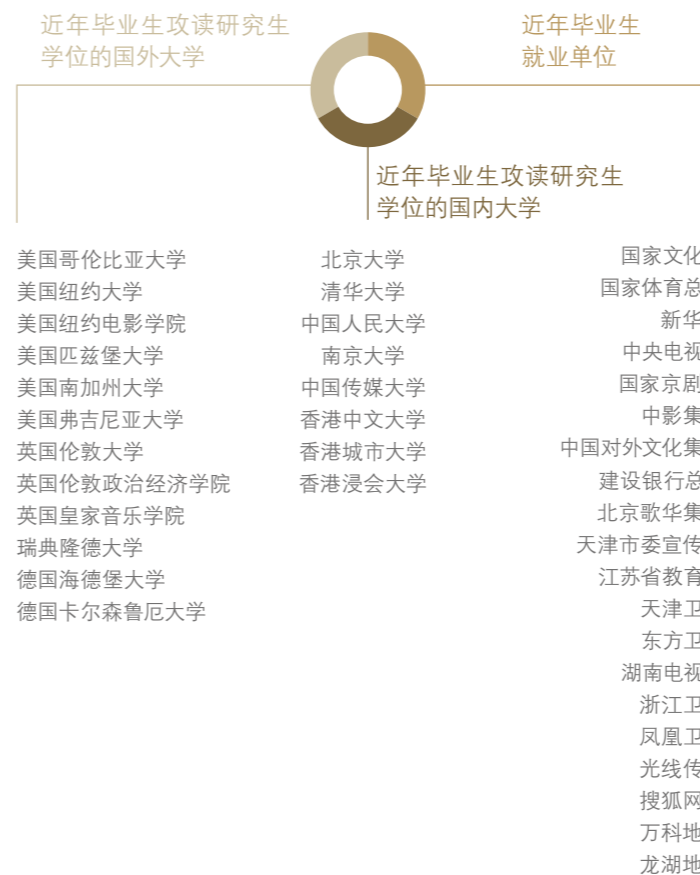 近年毕业生攻读研究生
学位的国外大学
近年毕业生
就业单位
近年毕业生攻读研究生
学位的国内大学
美国哥伦比亚大学
美国纽约大学
美国纽约电影学院
美国匹兹堡大学
美国南加州大学
美国弗吉尼亚大学
英国伦敦大学
英国伦敦政治经济学院
英国皇家音乐学院
瑞典隆德大学
德国海德堡大学
德国卡尔森鲁厄大学
北京大学
清华大学
中国人民大学
南京大学
中国传媒大学
香港中文大学
香港城市大学
香港浸会大学
国家文化
国家体育总
新华
中央电视
国家京剧
中影集
中国对外文化集
建设银行总
北京歌华集
天津市委宣传
江苏省教育
天津卫
东方卫
湖南电视
浙江卫
凤凰卫
光线传
搜狐网
万科地
龙湖地